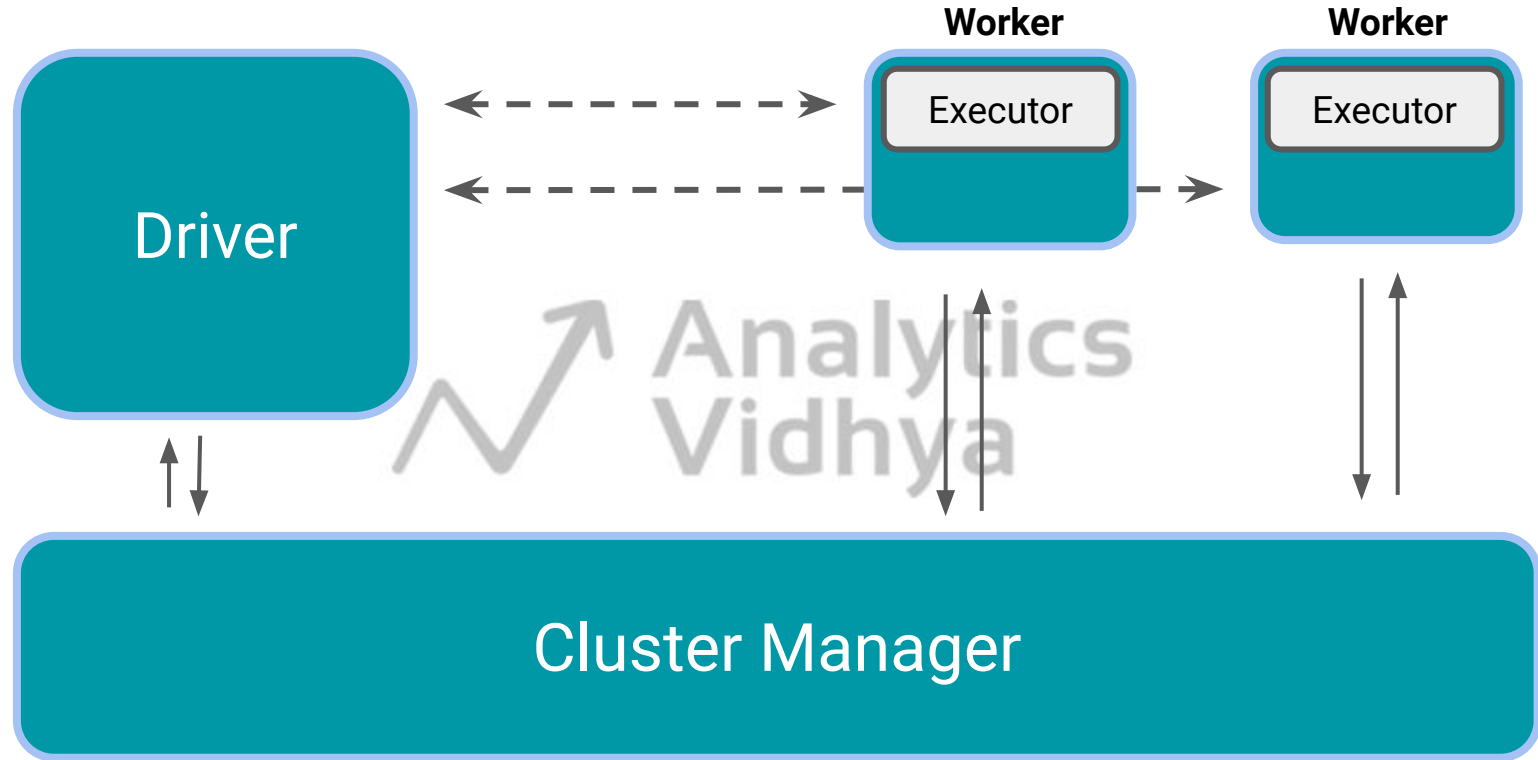 Worker
Worker
Executor
Executor
Driver
Analytics
Vidhya
Cluster Manager